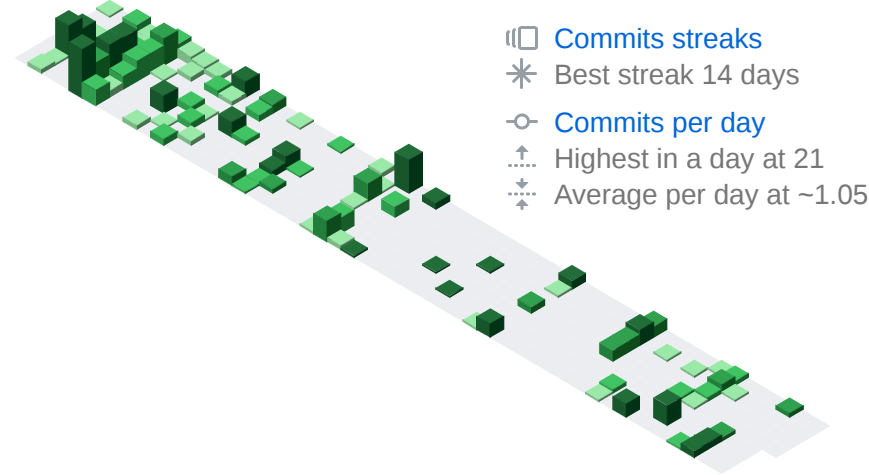 Commits streaks
Best streak 14 days
Commits per day
Highest in a day at 21
Average per day at ~1.05